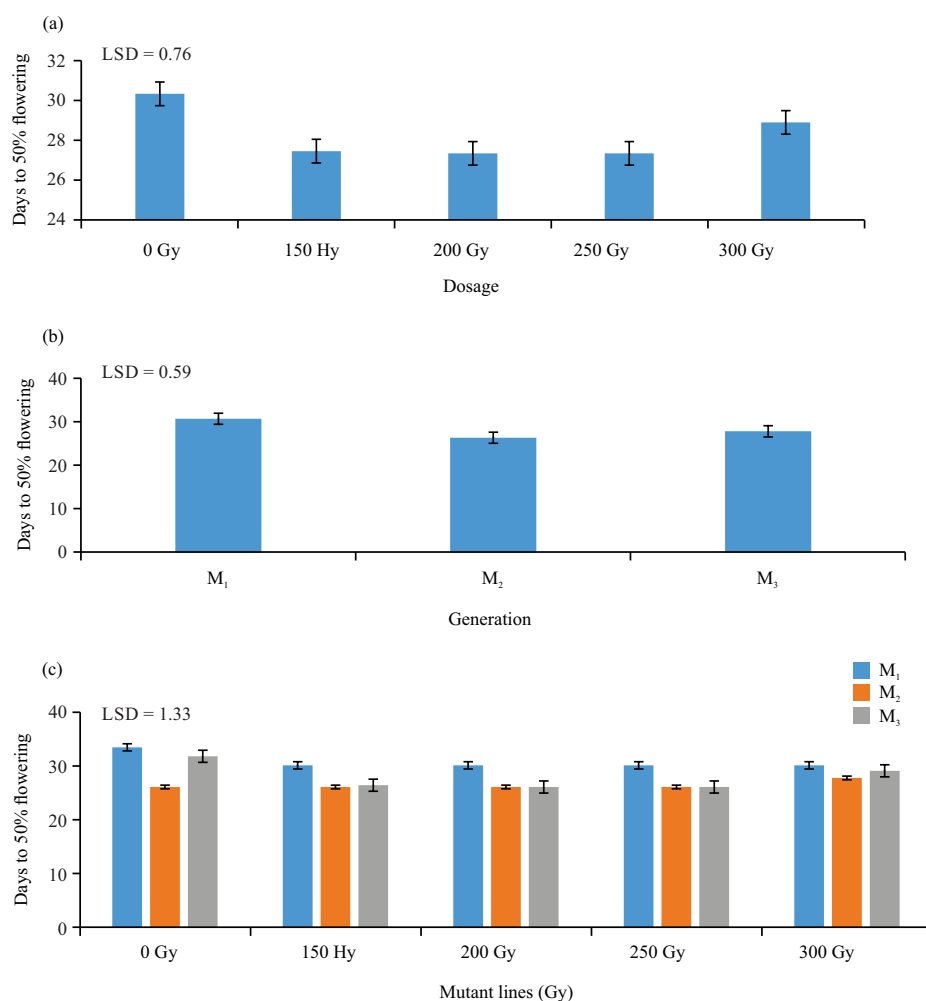 (a)
LSD = 0.76
Days to 50% flowering
32
30
28
26
24
0 Gy 150 Hy 200 Gy 250 Gy 300 Gy
Dosage
(b)
LSD = 0.59
Days to 50% flowering
40
30
20
10
0
M₁ M₂ M₃
Generation
(c)
M₁
M₂
M₃
LSD = 1.33
Days to 50% flowering
40
30
20
10
0
0 Gy 150 Hy 200 Gy 250 Gy 300 Gy
Mutant lines (Gy)